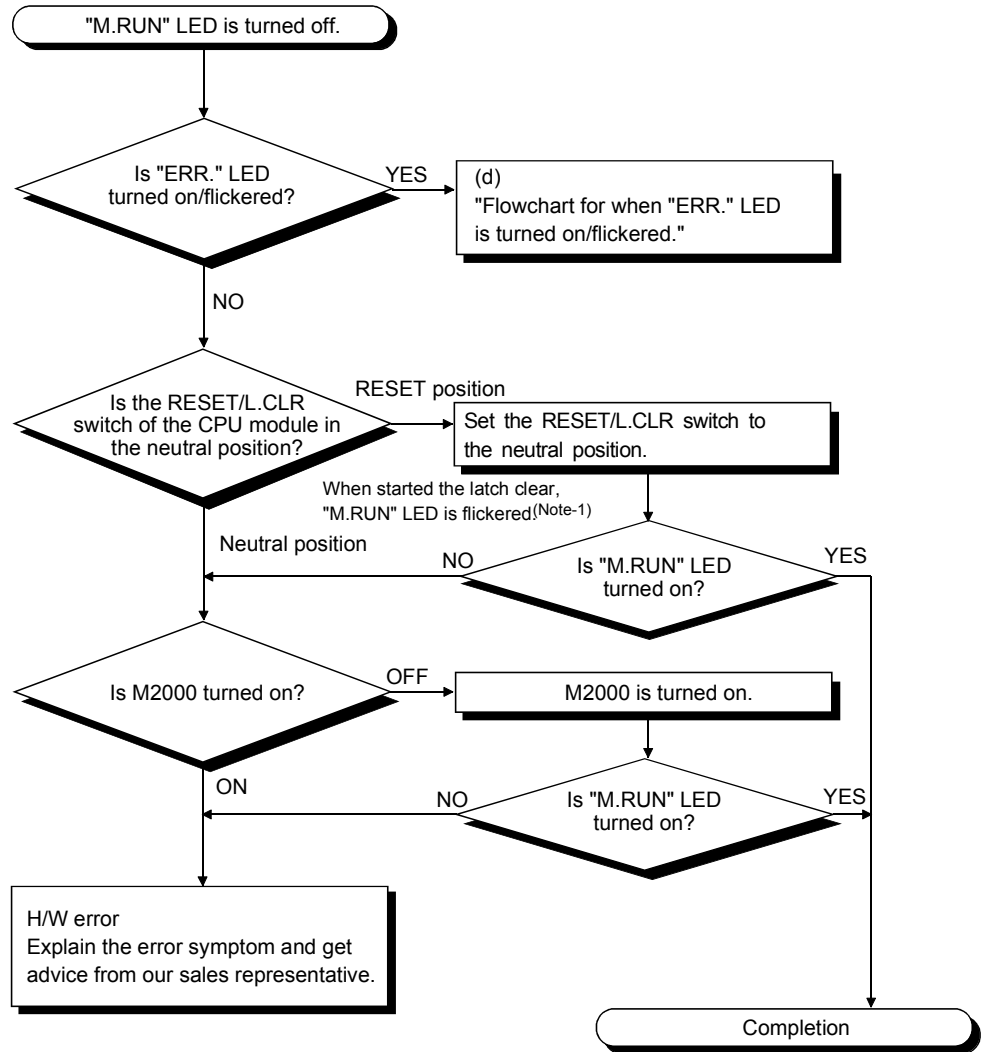 "M.RUN" LED is turned off.
Is "ERR." LED
turned on/flickered?
YES
(d)
"Flowchart for when "ERR." LED
is turned on/flickered."
NO
Is the RESET/L.CLR
switch of the CPU module in
the neutral position?
RESET position
Set the RESET/L.CLR switch to
the neutral position.
When started the latch clear,
"M.RUN" LED is flickered.(Note-1)
Neutral position
NO
Is "M.RUN" LED
turned on?
YES
Is M2000 turned on?
OFF
M2000 is turned on.
ON
NO
Is "M.RUN" LED
turned on?
YES
H/W error
Explain the error symptom and get
advice from our sales representative.
Completion